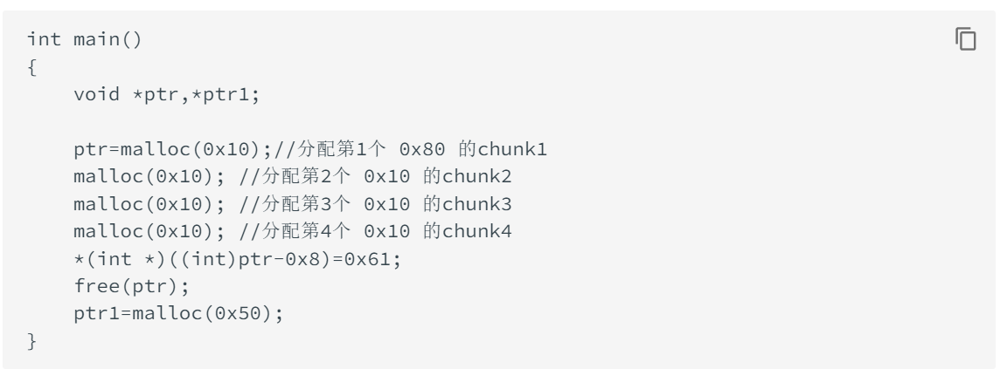 int main()
{
    void *ptr,*ptr1;

    ptr=malloc(0x10);//分配第1个 0x80 的chunk1
    malloc(0x10); //分配第2个 0x10 的chunk2
    malloc(0x10); //分配第3个 0x10 的chunk3
    malloc(0x10); //分配第4个 0x10 的chunk4
    *(int *)((int)ptr-0x8)=0x61;
    free(ptr);
    ptr1=malloc(0x50);
}